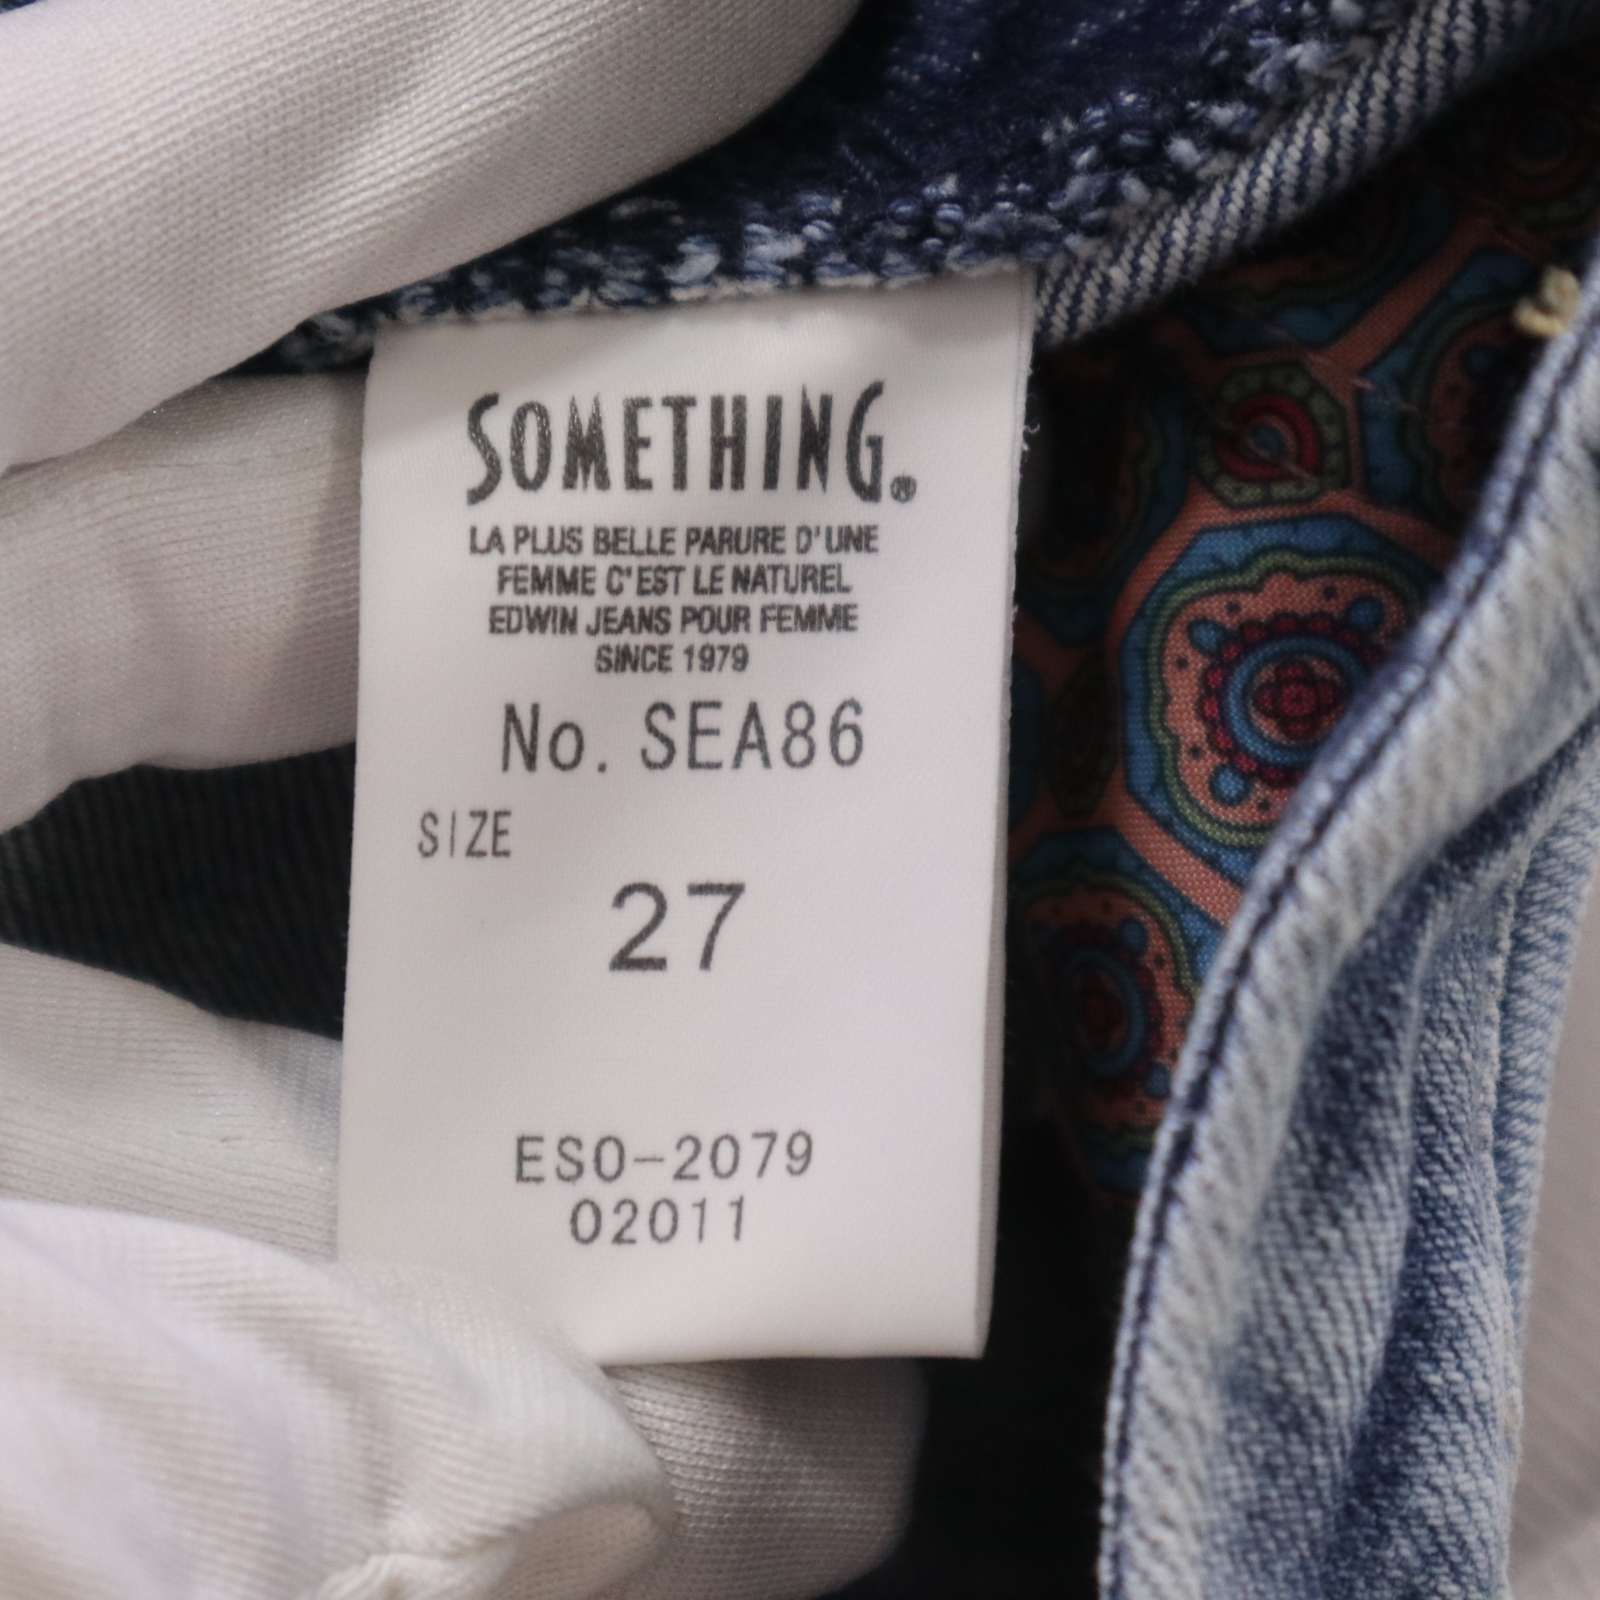 SOMETHING®
LA PLUS BELLE PARURE D'UNE
FEMME C'EST LE NATUREL
EDWIN JEANS POUR FEMME
SINCE 1979
No. SEA86
SIZE
27
ESO-2079
02011